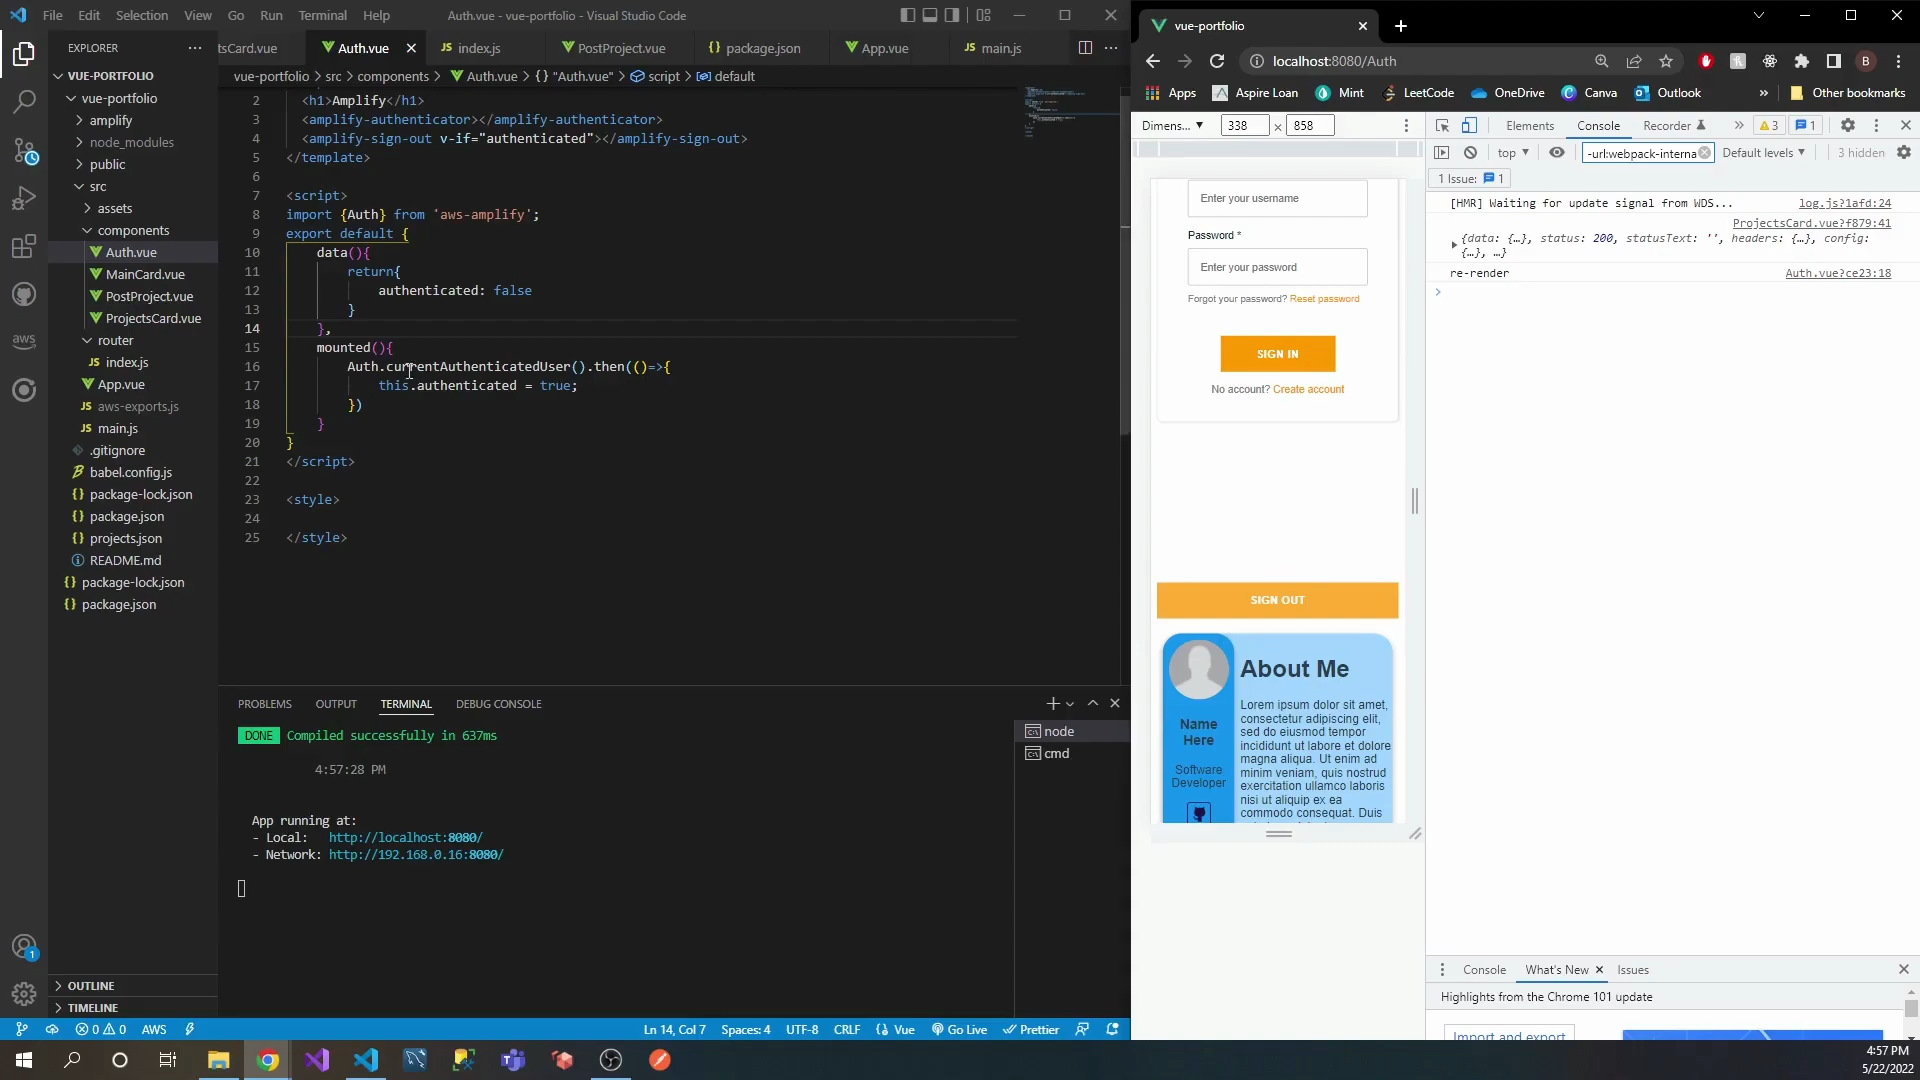 File Edit Selection View Go Run Terminal Help
Auth.vue - vue-portfolio - Visual Studio Code
EXPLORER
VUE-PORTFOLIO
vue-portfolio
amplify
node_modules
public
src
assets
components
Auth.vue
MainCard.vue
PostProject.vue
ProjectsCard.vue
router
index.js
App.vue
aws-exports.js
main.js
.gitignore
babel.config.js
package-lock.json
package.json
projects.json
README.md
package-lock.json
package.json
OUTLINE
TIMELINE
aws
tsCard.vue Auth.vue index.js PostProject.vue package.json App.vue main.js
vue-portfolio > src > components > Auth.vue > {} "Auth.vue" > script > default
2 <h1>Amplify</h1>
3 <amplify-authenticator></amplify-authenticator>
4 <amplify-sign-out v-if="authenticated"></amplify-sign-out>
5 </template>
6
7 <script>
8 import {Auth} from 'aws-amplify';
9 export default {
10 data(){
11 return{
12 authenticated: false
13 }
14 },
15 mounted(){
16 Auth.currentAuthenticatedUser().then(()=>{
17 this.authenticated = true;
18 })
19 }
20 }
21 </script>
22
23 <style>
24
25 </style>
PROBLEMS OUTPUT TERMINAL DEBUG CONSOLE
DONE Compiled successfully in 637ms
4:57:28 PM
App running at:
- Local: http://localhost:8080/
- Network: http://192.168.0.16:8080/
node
cmd
0 0 AWS
Ln 14, Col 7 Spaces: 4 UTF-8 CRLF Vue Go Live Prettier
vue-portfolio
localhost:8080/Auth
B
Apps Aspire Loan Mint LeetCode OneDrive Canva Outlook » Other bookmarks
Dimens... 338 × 858
Enter your username
Password *
Enter your password
Forgot your password? Reset password
SIGN IN
No account? Create account
SIGN OUT
Name
Here
Software
Developer
About Me
Lorem ipsum dolor sit amet,
consectetur adipiscing elit,
sed do eiusmod tempor
incididunt ut labore et dolore
magna aliqua. Ut enim ad
minim veniam, quis nostrud
exercitation ullamco laboris
nisi ut aliquip ex ea
commodo consequat. Duis
Elements Console Recorder » 3 1
top -url:webpack-interna Default levels 3 hidden
1 Issue: 1
[HMR] Waiting for update signal from WDS... log.js?1afd:24
ProjectsCard.vue?f879:41
{data: {…}, status: 200, statusText: '', headers: {…}, config:
{…}, …}
re-render Auth.vue?ce23:18
Console What's New Issues
Highlights from the Chrome 101 update
Import and export
4:57 PM
5/22/2022